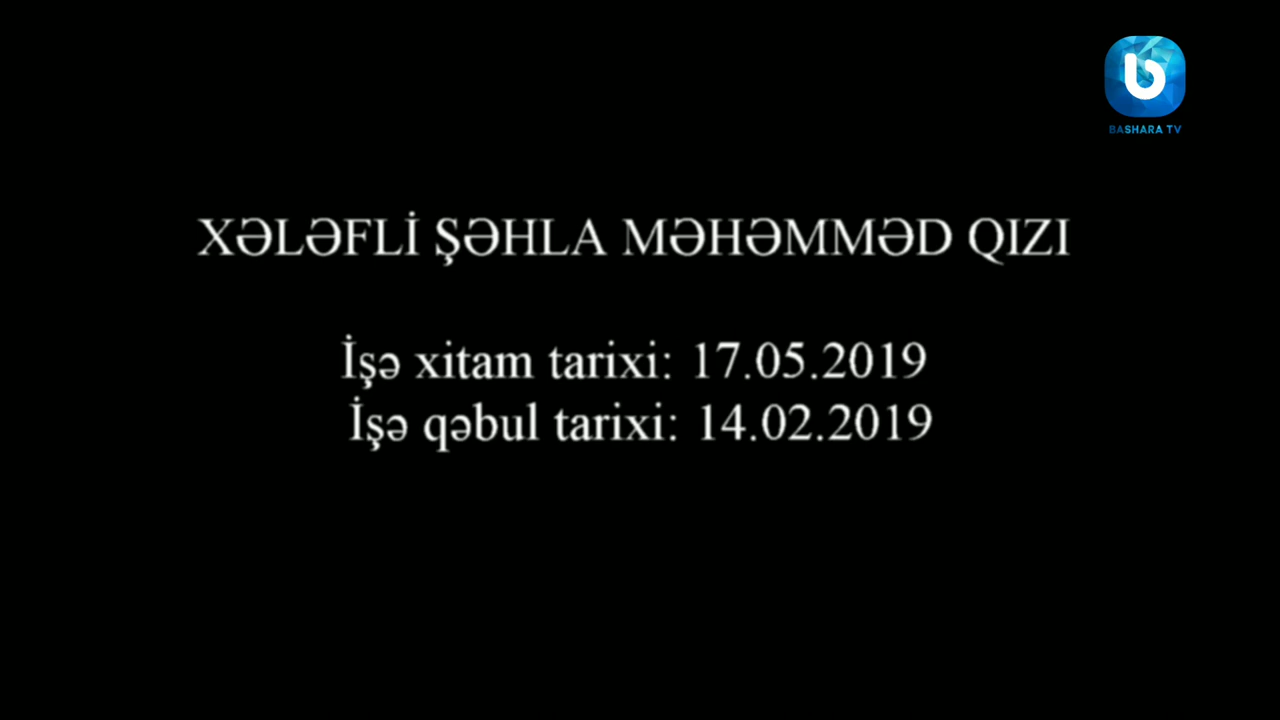 BASHARA TV
XƏLƏFLİ ŞƏHLA MƏHƏMMƏD QIZI
İşə xitam tarixi: 17.05.2019
İşə qəbul tarixi: 14.02.2019